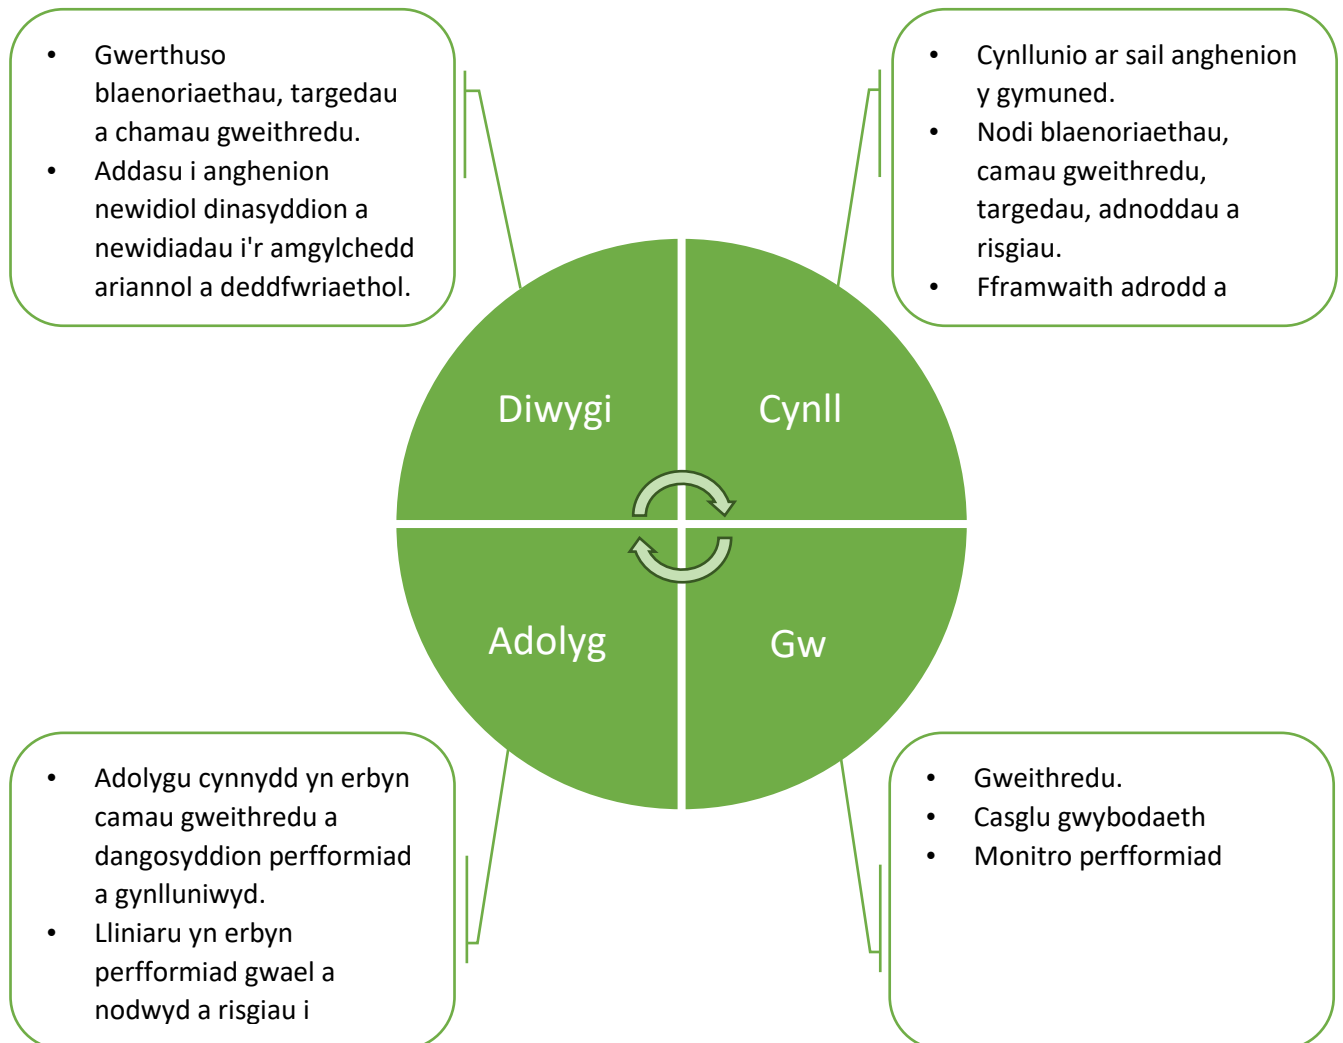 • Gwerthuso
blaenoriaethau, targedau
a chamau gweithredu.
• Addasu i anghenion
newidiol dinasyddion a
newidiadau i'r amgylchedd
ariannol a deddfwriaethol.
• Cynllunio ar sail anghenion
y gymuned.
• Nodi blaenoriaethau,
camau gweithredu,
targedau, adnoddau a
risgiau.
• Fframwaith adrodd a
Diwygi
Cynll
Adolyg
Gw
• Adolygu cynnydd yn erbyn
camau gweithredu a
dangosyddion perfformiad
a gynlluniwyd.
• Lliniaru yn erbyn
perfformiad gwael a
nodwyd a risgiau i
• Gweithredu.
• Casglu gwybodaeth
• Monitro perfformiad